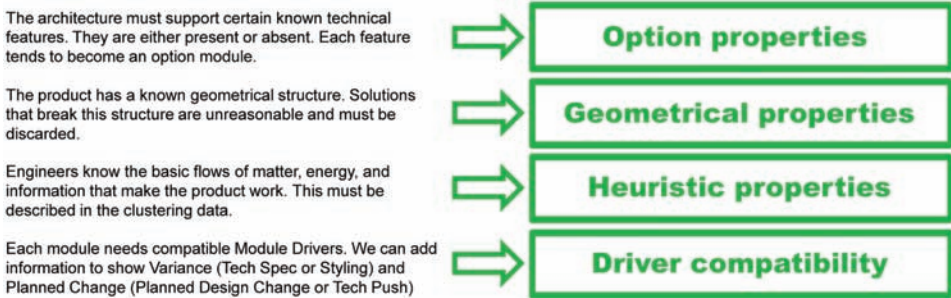 The architecture must support certain known technical
features. They are either present or absent. Each feature
tends to become an option module.
Option properties
The product has a known geometrical structure. Solutions
that break this structure are unreasonable and must be
discarded.
Geometrical properties
Engineers know the basic flows of matter, energy, and
information that make the product work. This must be
described in the clustering data.
Heuristic properties
Each module needs compatible Module Drivers. We can add
information to show Variance (Tech Spec or Styling) and
Planned Change (Planned Design Change or Tech Push)
Driver compatibility